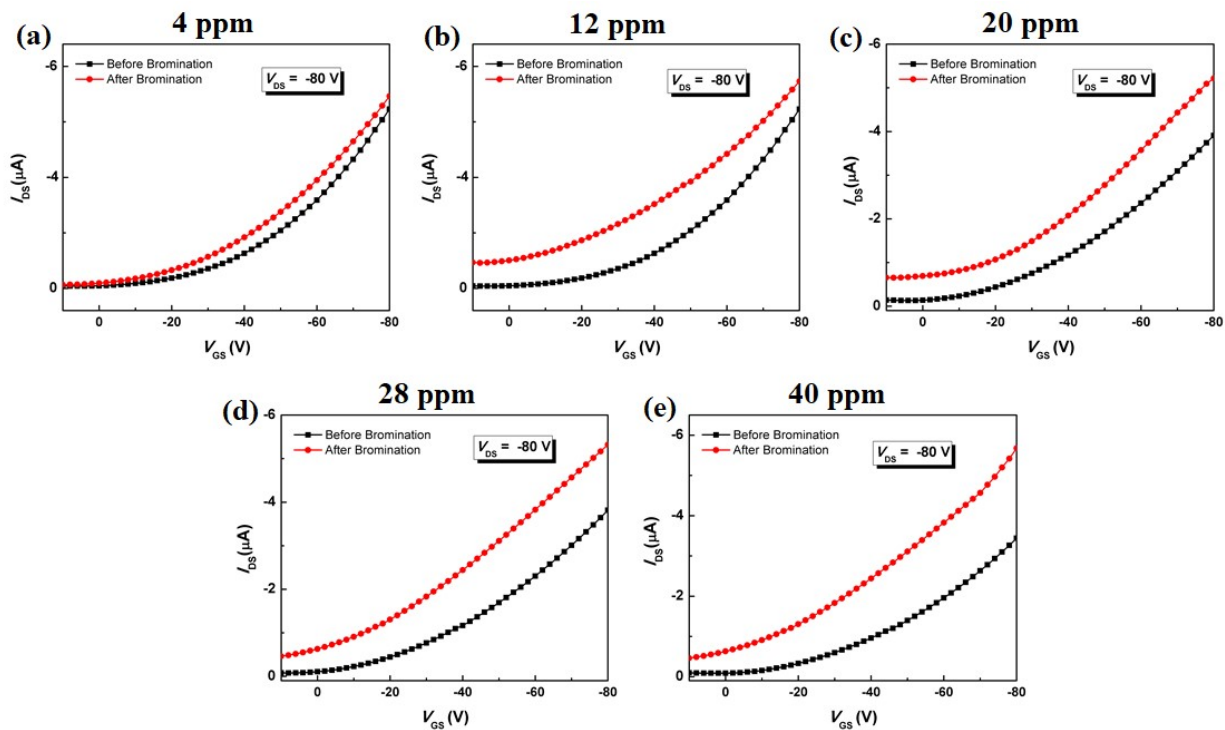 4 ppm
(a)
Before Bromination
After Bromination
V_DS = -80 V
I_DS (μA)
-6
-4
0
0
-20
-40
-60
-80
V_GS (V)
12 ppm
(b)
Before Bromination
After Bromination
V_DS = -80 V
I_DS (μA)
-6
-4
0
0
-20
-40
-60
-80
V_GS (V)
20 ppm
(c)
Before Bromination
After Bromination
V_DS = -80 V
I_DS (μA)
-6
-4
-2
0
0
-20
-40
-60
-80
V_GS (V)
28 ppm
(d)
Before Bromination
After Bromination
V_DS = -80 V
I_DS (μA)
-6
-4
-2
0
0
-20
-40
-60
-80
V_GS (V)
40 ppm
(e)
Before Bromination
After Bromination
V_DS = -80 V
I_DS (μA)
-6
-4
-2
0
0
-20
-40
-60
-80
V_GS (V)